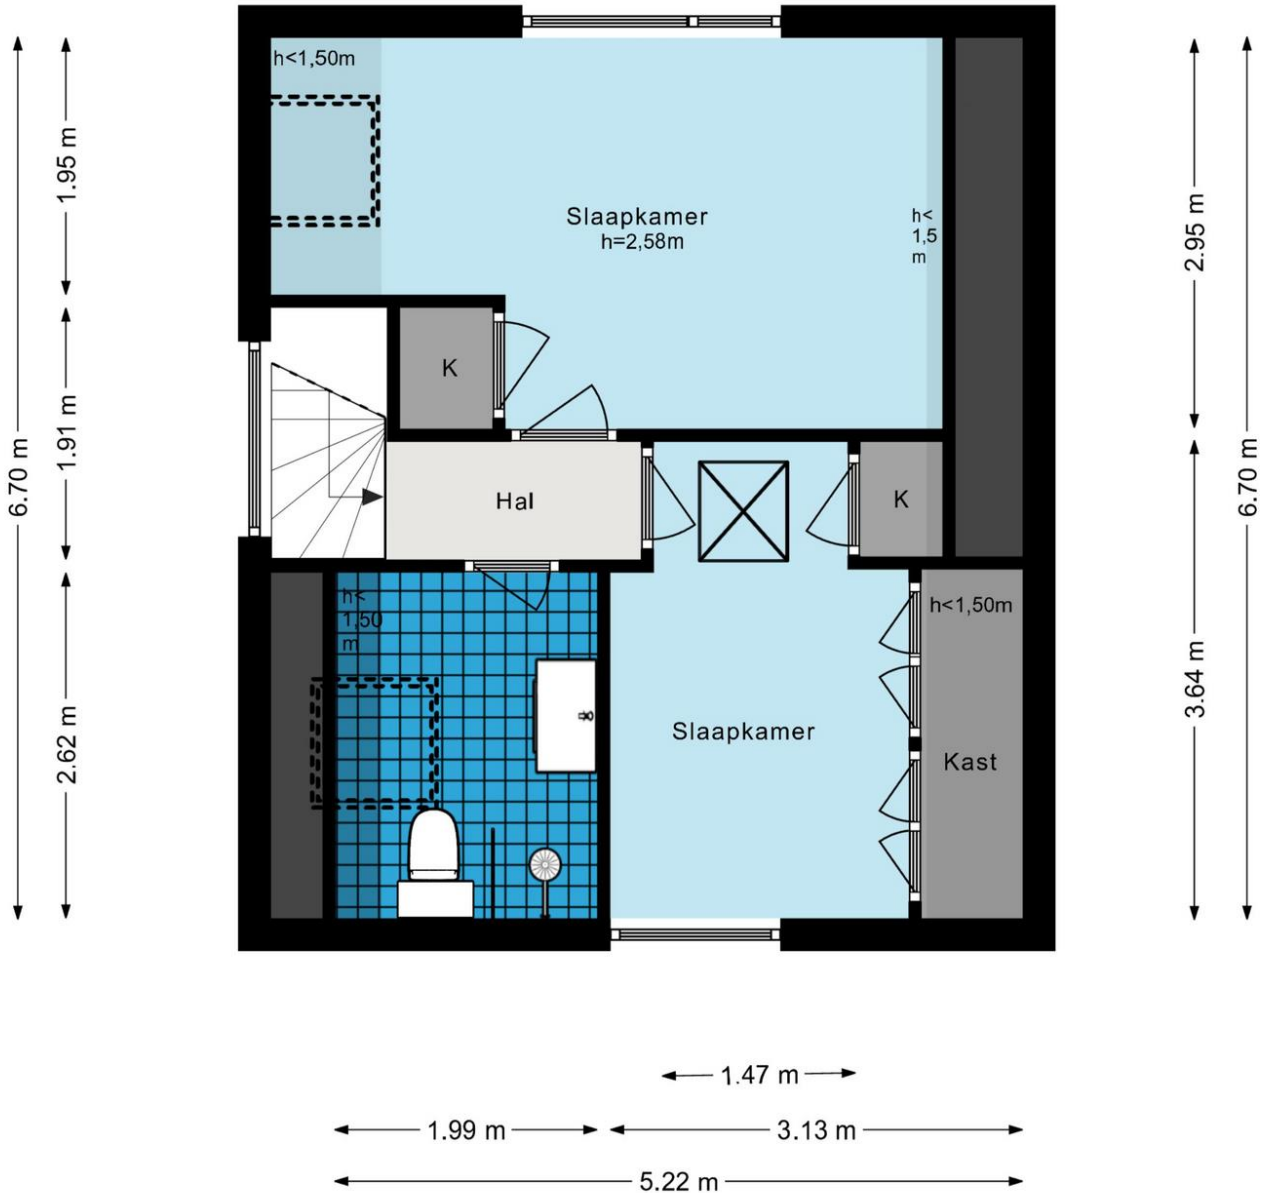 h<1,50m
1.95 m
2.95 m
Slaapkamer
h=2,58m
h<
1,5
m
K
1.91 m
6.70 m
6.70 m
Hal
K
h<
1,50
m
h<1,50m
3.64 m
2.62 m
Slaapkamer
Kast
1.47 m
1.99 m
3.13 m
5.22 m